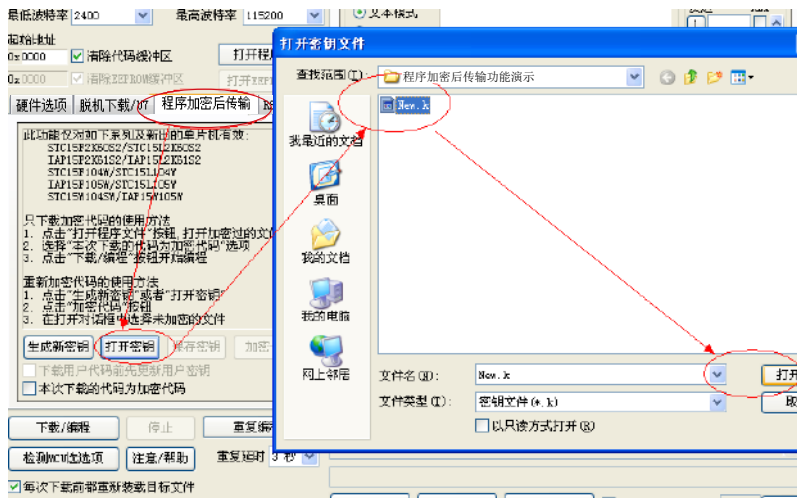 最低波特率 2400
最高波特率 115200
文本模式
起始地址
0x0000 清除代码缓冲区
打开程
0x0000 清除EEPROM缓冲区
打开EEPR
硬件选项
脱机下载/U7
程序加密后传输
此功能仅对如下系列及新出的单片机有效:
STC15F2K60S2/STC15L2K60S2
IAP15F2K61S2/IAP15L2K61S2
STC15F104W/STC15L104W
IAP15F105W/STC15L105W
STC15W104SW/IAP15W105W
只下载加密代码的使用方法
1. 点击"打开程序文件"按钮,打开加密过的文
2. 选择"本次下载的代码为加密代码"选项
3. 点击"下载/编程"按钮开始编程
重新加密代码的使用方法
1. 点击"生成新密钥"或者"打开密钥"
2. 点击"加密代码"按钮
3. 在打开对话框中选择未加密的文件
生成新密钥
打开密钥
保存密钥
加密
下载用户代码前先更新用户密钥
本次下载的代码为加密代码
下载/编程
停止
重复编
检测MCU选项
注意/帮助
重复延时 3 秒
每次下载前都重新装载目标文件
打开密钥文件
查找范围(I):
程序加密后传输功能演示
New.k
我最近的文档
桌面
我的文档
我的电脑
网上邻居
文件名(N):
New.k
打开
文件类型(T):
密钥文件(*.k)
取
以只读方式打开(R)